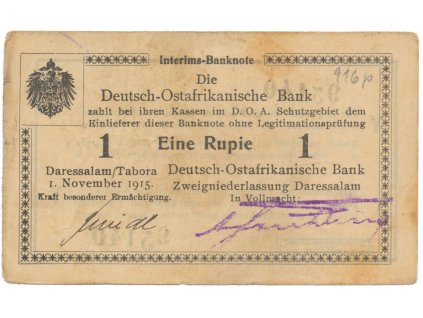 Interims-Banknote
Die
Deutsch-Ostafrikanische Bank
zahlt bei ihren Kassen im D. O. A. Schutzgebiet dem
Einlieferer dieser Banknote ohne Legitimationsprüfung
1 Eine Rupie 1
Daressalam/Tabora
1. November 1915.
Kraft besonderer Ermächtigung.
Deutsch-Ostafrikanische Bank
Zweigniederlassung Daressalam
In Vollmacht: